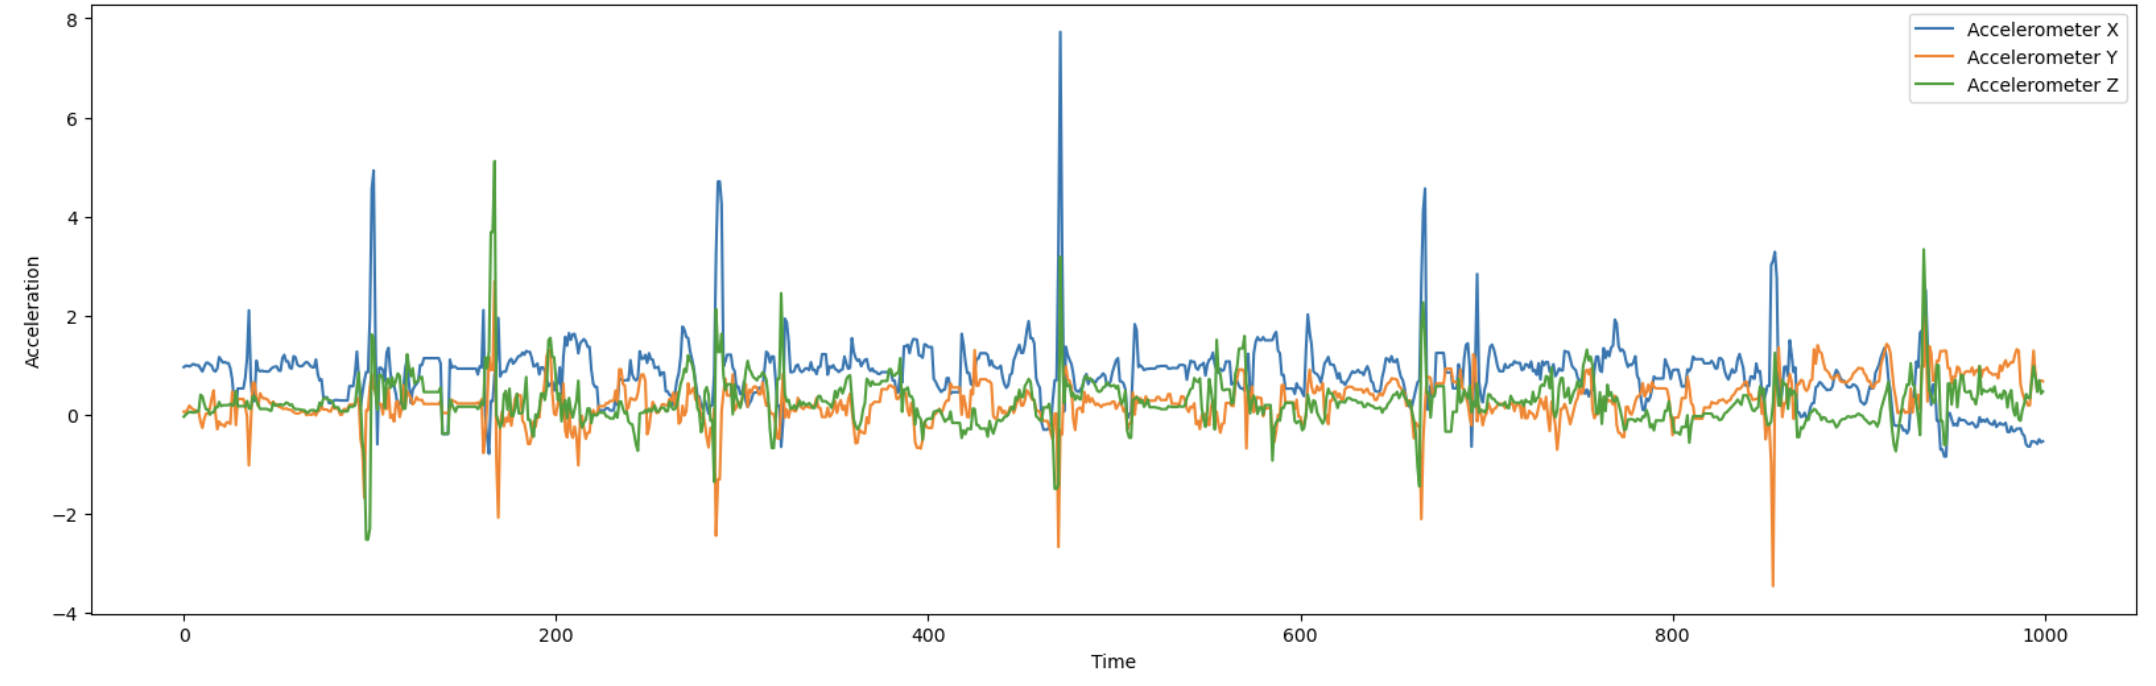 8
6
4
2
0
−2
−4
Acceleration
0
200
400
600
800
1000
Time
Accelerometer X
Accelerometer Y
Accelerometer Z